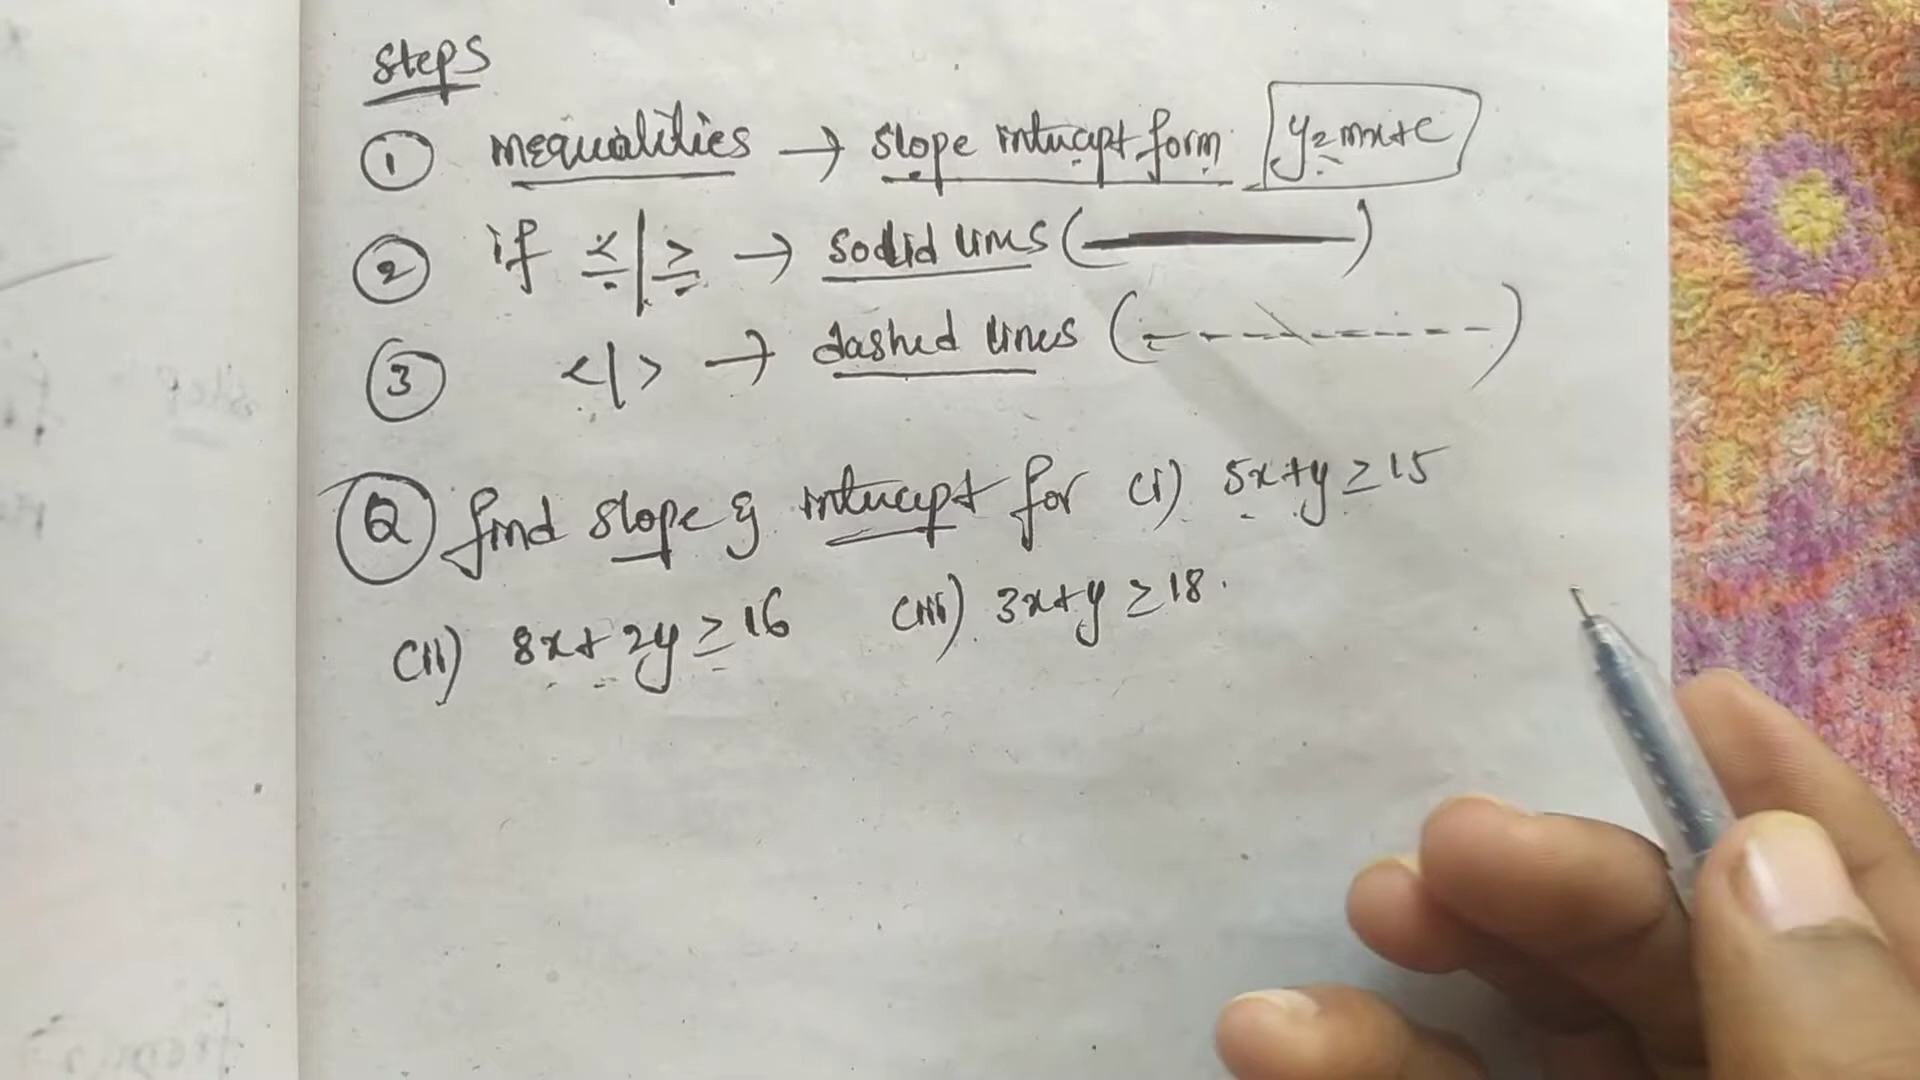 Steps
① inequalities → slope intercept form y=mx+c
② if ≤|≥ → solid lines (———)
③ <|> → dashed lines (- - - - - - -)
Q find slope & intercept for (i) 5x+y ≥ 15
(ii) 8x+2y ≥ 16 (iii) 3x+y ≥ 18.